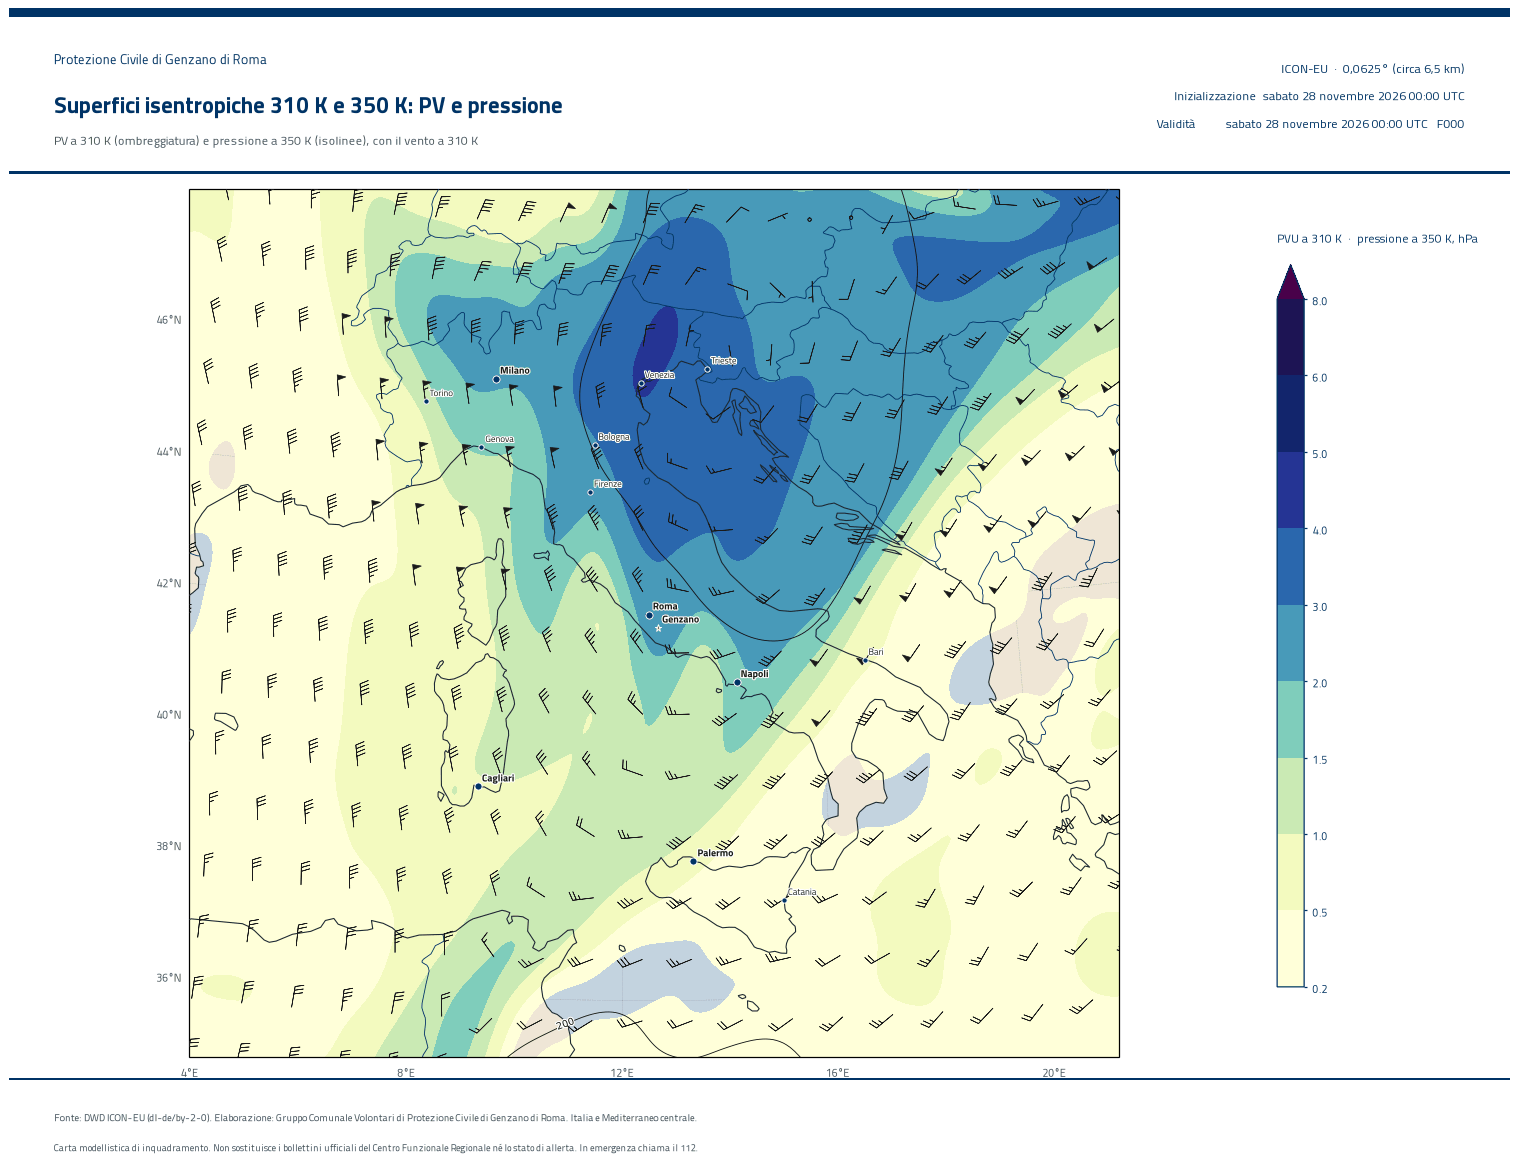 Protezione Civile di Genzano di Roma
Superfici isentropiche 310 K e 350 K: PV e pressione
PV a 310 K (ombreggiatura) e pressione a 350 K (isolinee), con il vento a 310 K
ICON-EU · 0,0625° (circa 6,5 km)
Inizializzazione sabato 28 novembre 2026 00:00 UTC
Validità sabato 28 novembre 2026 00:00 UTC F000
PVU a 310 K · pressione a 350 K, hPa
8.0
6.0
5.0
4.0
3.0
2.0
1.5
1.0
0.5
0.2
46°N
44°N
42°N
40°N
38°N
36°N
4°E
8°E
12°E
16°E
20°E
Milano
Torino
Trieste
Venezia
Genova
Bologna
Firenze
Roma
Genzano
Bari
Napoli
Cagliari
Palermo
Catania
200
Fonte: DWD ICON-EU (dl-de/by-2-0). Elaborazione: Gruppo Comunale Volontari di Protezione Civile di Genzano di Roma. Italia e Mediterraneo centrale.
Carta modellistica di inquadramento. Non sostituisce i bollettini ufficiali del Centro Funzionale Regionale né lo stato di allerta. In emergenza chiama il 112.